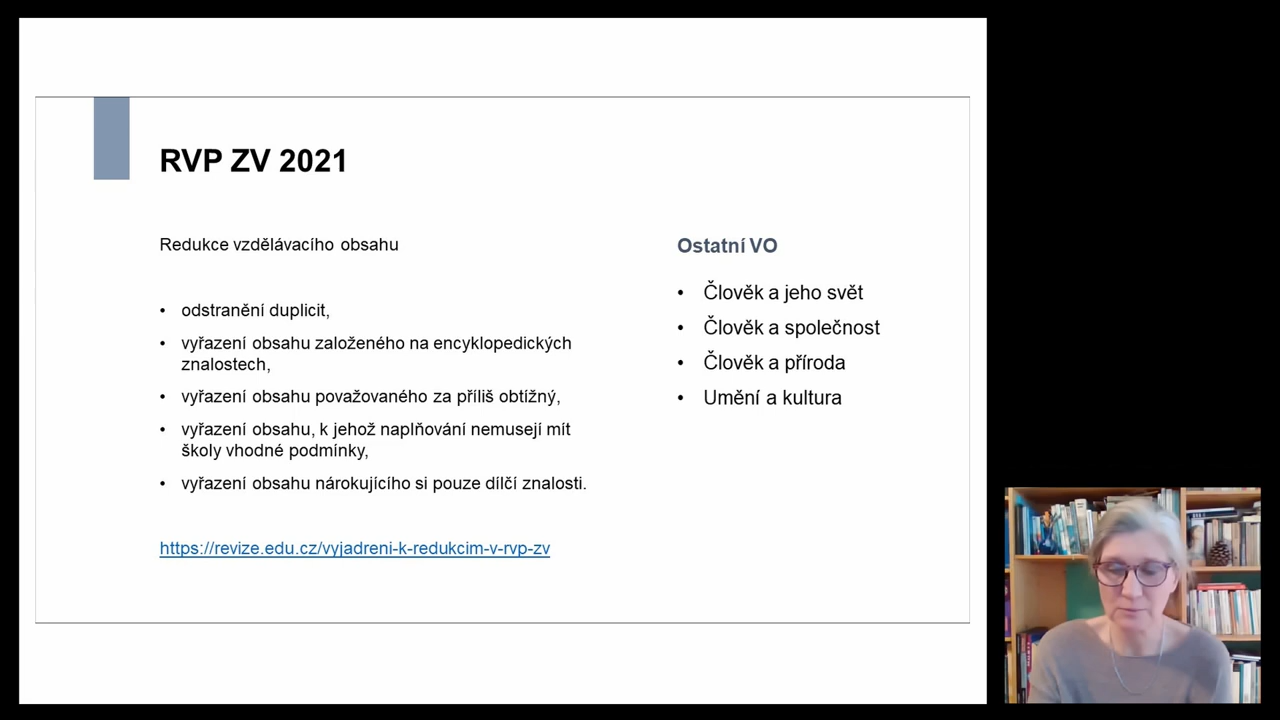 RVP ZV 2021
Redukce vzdělávacího obsahu
• odstranění duplicit,
• vyřazení obsahu založeného na encyklopedických
znalostech,
• vyřazení obsahu považovaného za příliš obtížný,
• vyřazení obsahu, k jehož naplňování nemusejí mít
školy vhodné podmínky,
• vyřazení obsahu nárokujícího si pouze dílčí znalosti.
https://revize.edu.cz/vyjadreni-k-redukcim-v-rvp-zv
Ostatní VO
• Člověk a jeho svět
• Člověk a společnost
• Člověk a příroda
• Umění a kultura